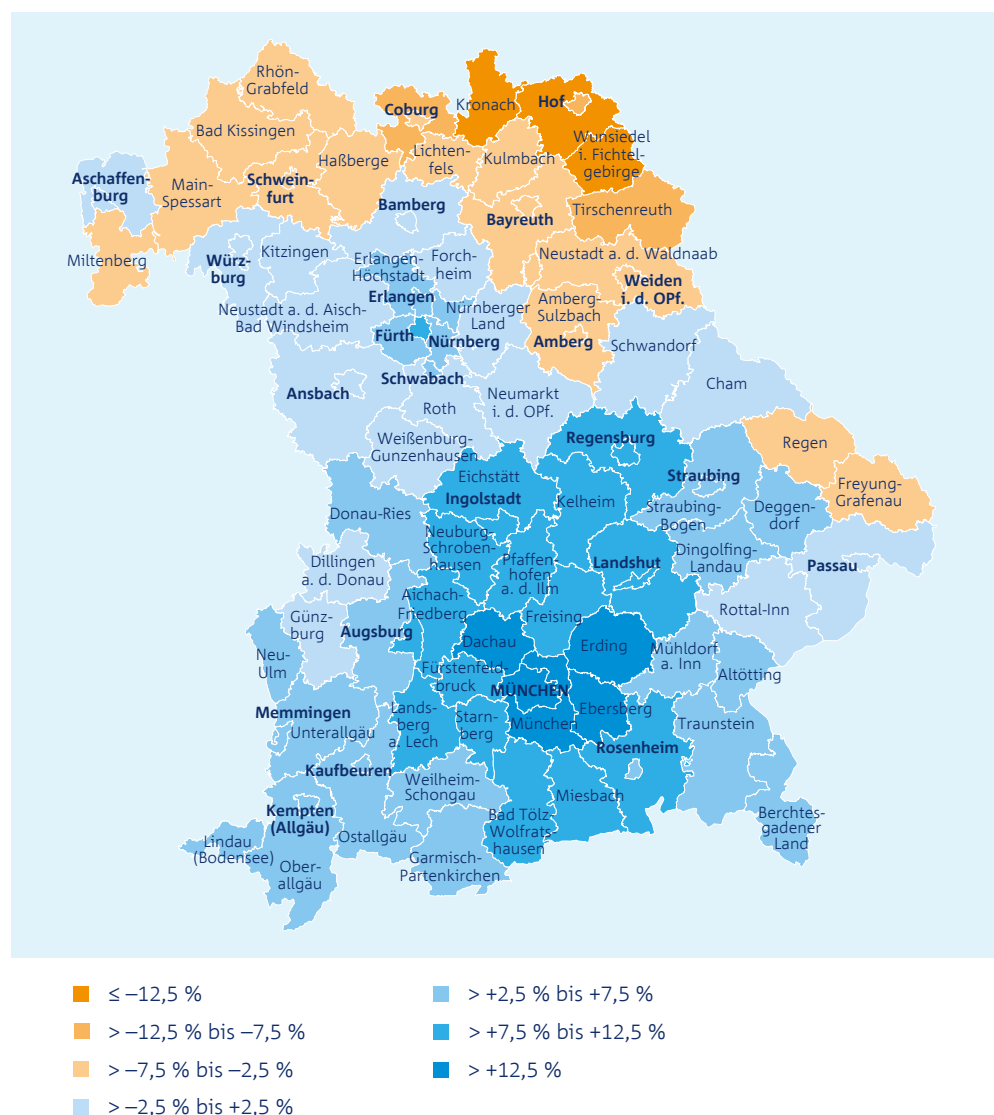 Rhön-
Grabfeld
Kronach
Hof
Coburg
Bad Kissingen
Wunsiedel
i. Fichtel-
gebirge
Lichten-
fels
Kulmbach
Haßberge
Aschaffen-
burg
Main-
Spessart
Schwein-
furt
Bamberg
Bayreuth
Tirschenreuth
Miltenberg
Würz-
burg
Kitzingen
Erlangen-
Höchstadt
Forch-
heim
Neustadt a. d. Waldnaab
Weiden
i. d. OPf.
Erlangen
Neustadt a. d. Aisch-
Bad Windsheim
Nürnberger
Land
Amberg-
Sulzbach
Fürth
Nürnberg
Amberg
Schwandorf
Schwabach
Ansbach
Roth
Neumarkt
i. d. OPf.
Cham
Weißenburg-
Gunzenhausen
Regensburg
Regen
Eichstätt
Ingolstadt
Straubing
Kelheim
Freyung-
Grafenau
Donau-Ries
Straubing-
Bogen
Deggen-
dorf
Neuburg-
Schroben-
hausen
Pfaffen-
hofen
a. d. Ilm
Landshut
Dingolfing-
Landau
Passau
Dillingen
a. d. Donau
Aichach-
Friedberg
Günz-
burg
Augsburg
Freising
Rottal-Inn
Dachau
Erding
Mühldorf
a. Inn
Neu-
Ulm
Fürstenfeld-
bruck
Altötting
MÜNCHEN
Memmingen
Unterallgäu
Lands-
berg
a. Lech
Starn-
berg
München
Ebersberg
Traunstein
Rosenheim
Kaufbeuren
Weilheim-
Schongau
Miesbach
Kempten
(Allgäu)
Bad Tölz-
Wolfrats-
hausen
Berchtes-
gadener
Land
Lindau
(Bodensee)
Ostallgäu
Ober-
allgäu
Garmisch-
Partenkirchen
≤ –12,5 %
> –12,5 % bis –7,5 %
> –7,5 % bis –2,5 %
> –2,5 % bis +2,5 %
> +2,5 % bis +7,5 %
> +7,5 % bis +12,5 %
> +12,5 %